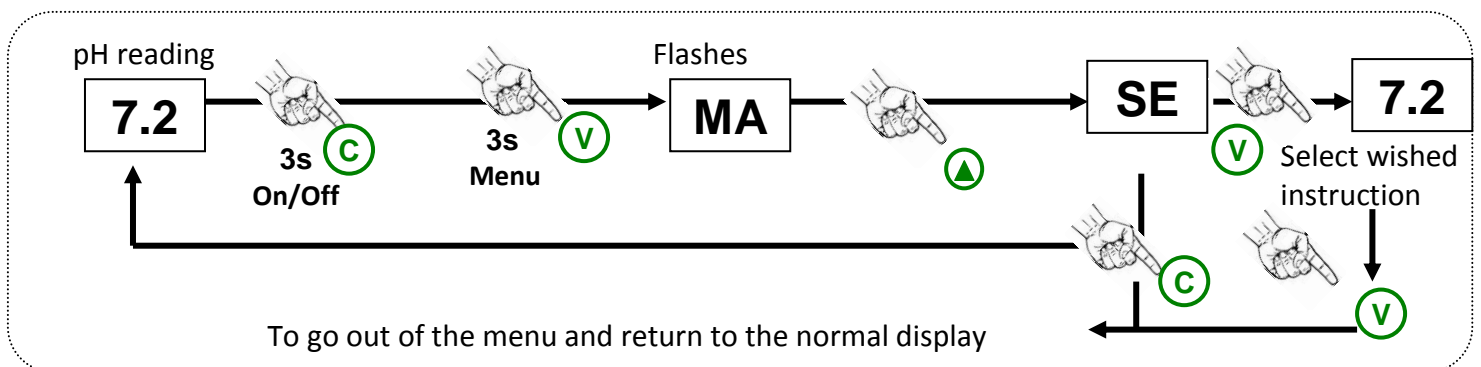 pH reading
7.2
3s
On/Off
C
3s
Menu
V
Flashes
MA
▲
SE
V
7.2
Select wished
instruction
C
V
To go out of the menu and return to the normal display